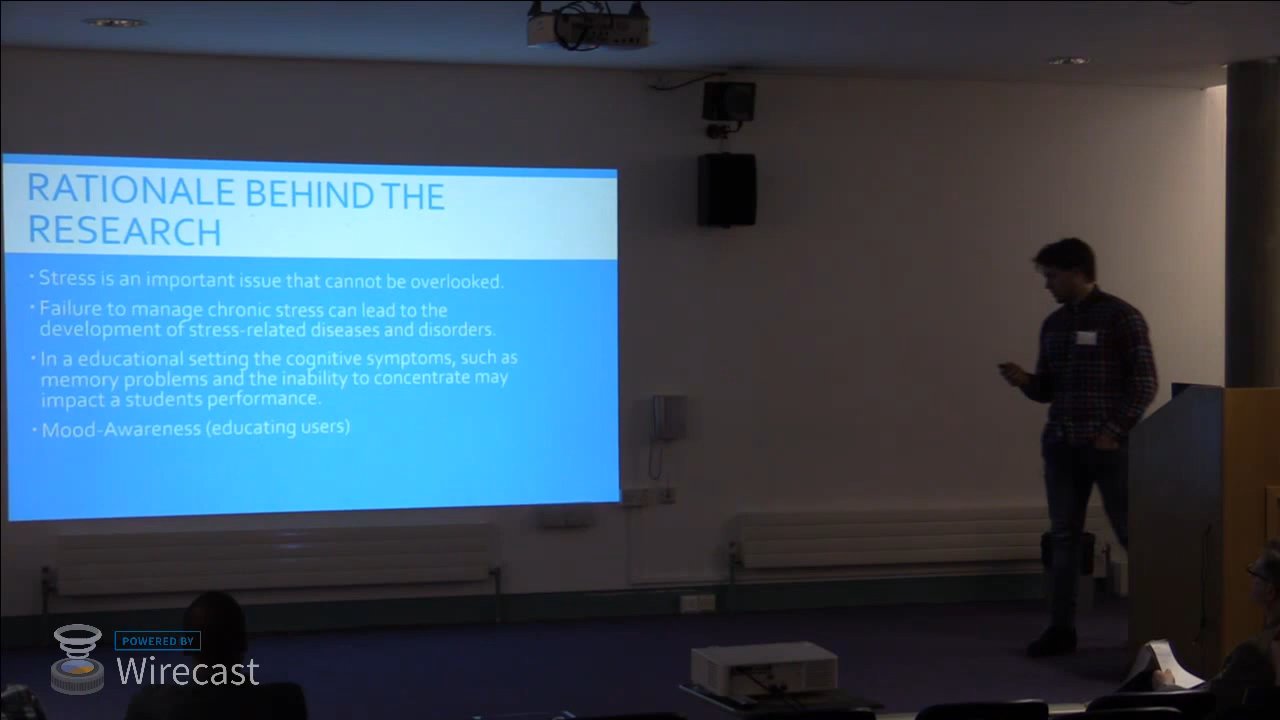 RATIONALE BEHIND THE
RESEARCH
· Stress is an important issue that cannot be overlooked.
· Failure to manage chronic stress can lead to the
development of stress-related diseases and disorders.
· In a educational setting the cognitive symptoms, such as
memory problems and the inability to concentrate may
impact a students performance.
· Mood-Awareness (educating users)
POWERED BY
Wirecast